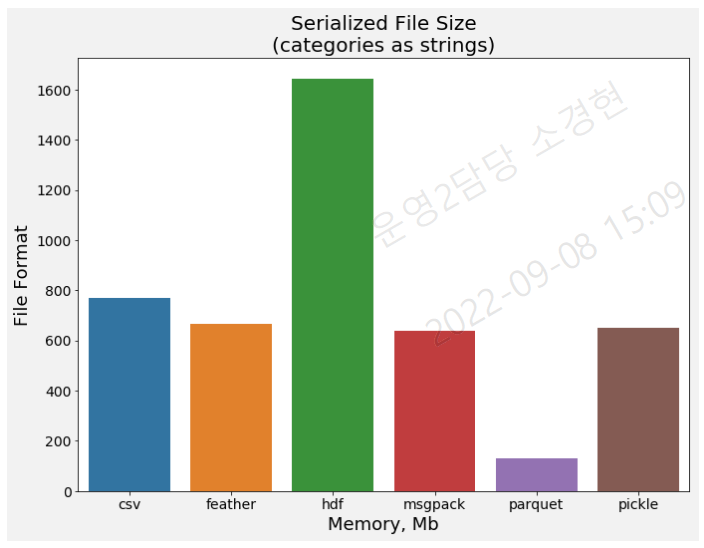 Serialized File Size
(categories as strings)
File Format
1600
1400
1200
1000
800
600
400
200
0
csv feather hdf msgpack parquet pickle
Memory, Mb
운영2담당 소경현
2022-09-08 15:09